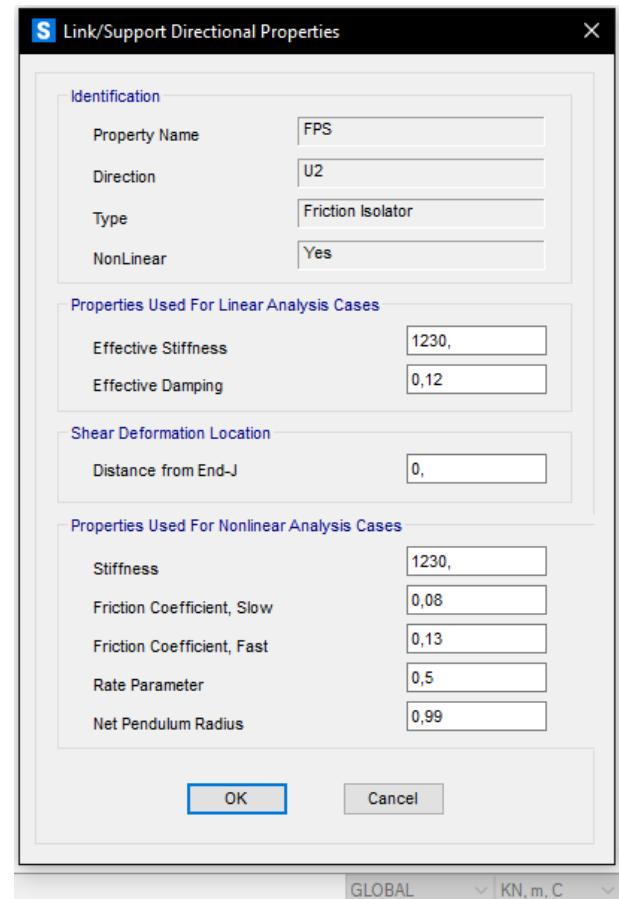 S Link/Support Directional Properties
Identification
Property Name FPS
Direction U2
Type Friction Isolator
NonLinear Yes
Properties Used For Linear Analysis Cases
Effective Stiffness 1230,
Effective Damping 0,12
Shear Deformation Location
Distance from End-J 0,
Properties Used For Nonlinear Analysis Cases
Stiffness 1230,
Friction Coefficient, Slow 0,08
Friction Coefficient, Fast 0,13
Rate Parameter 0,5
Net Pendulum Radius 0,99
OK Cancel
GLOBAL KN, m, C